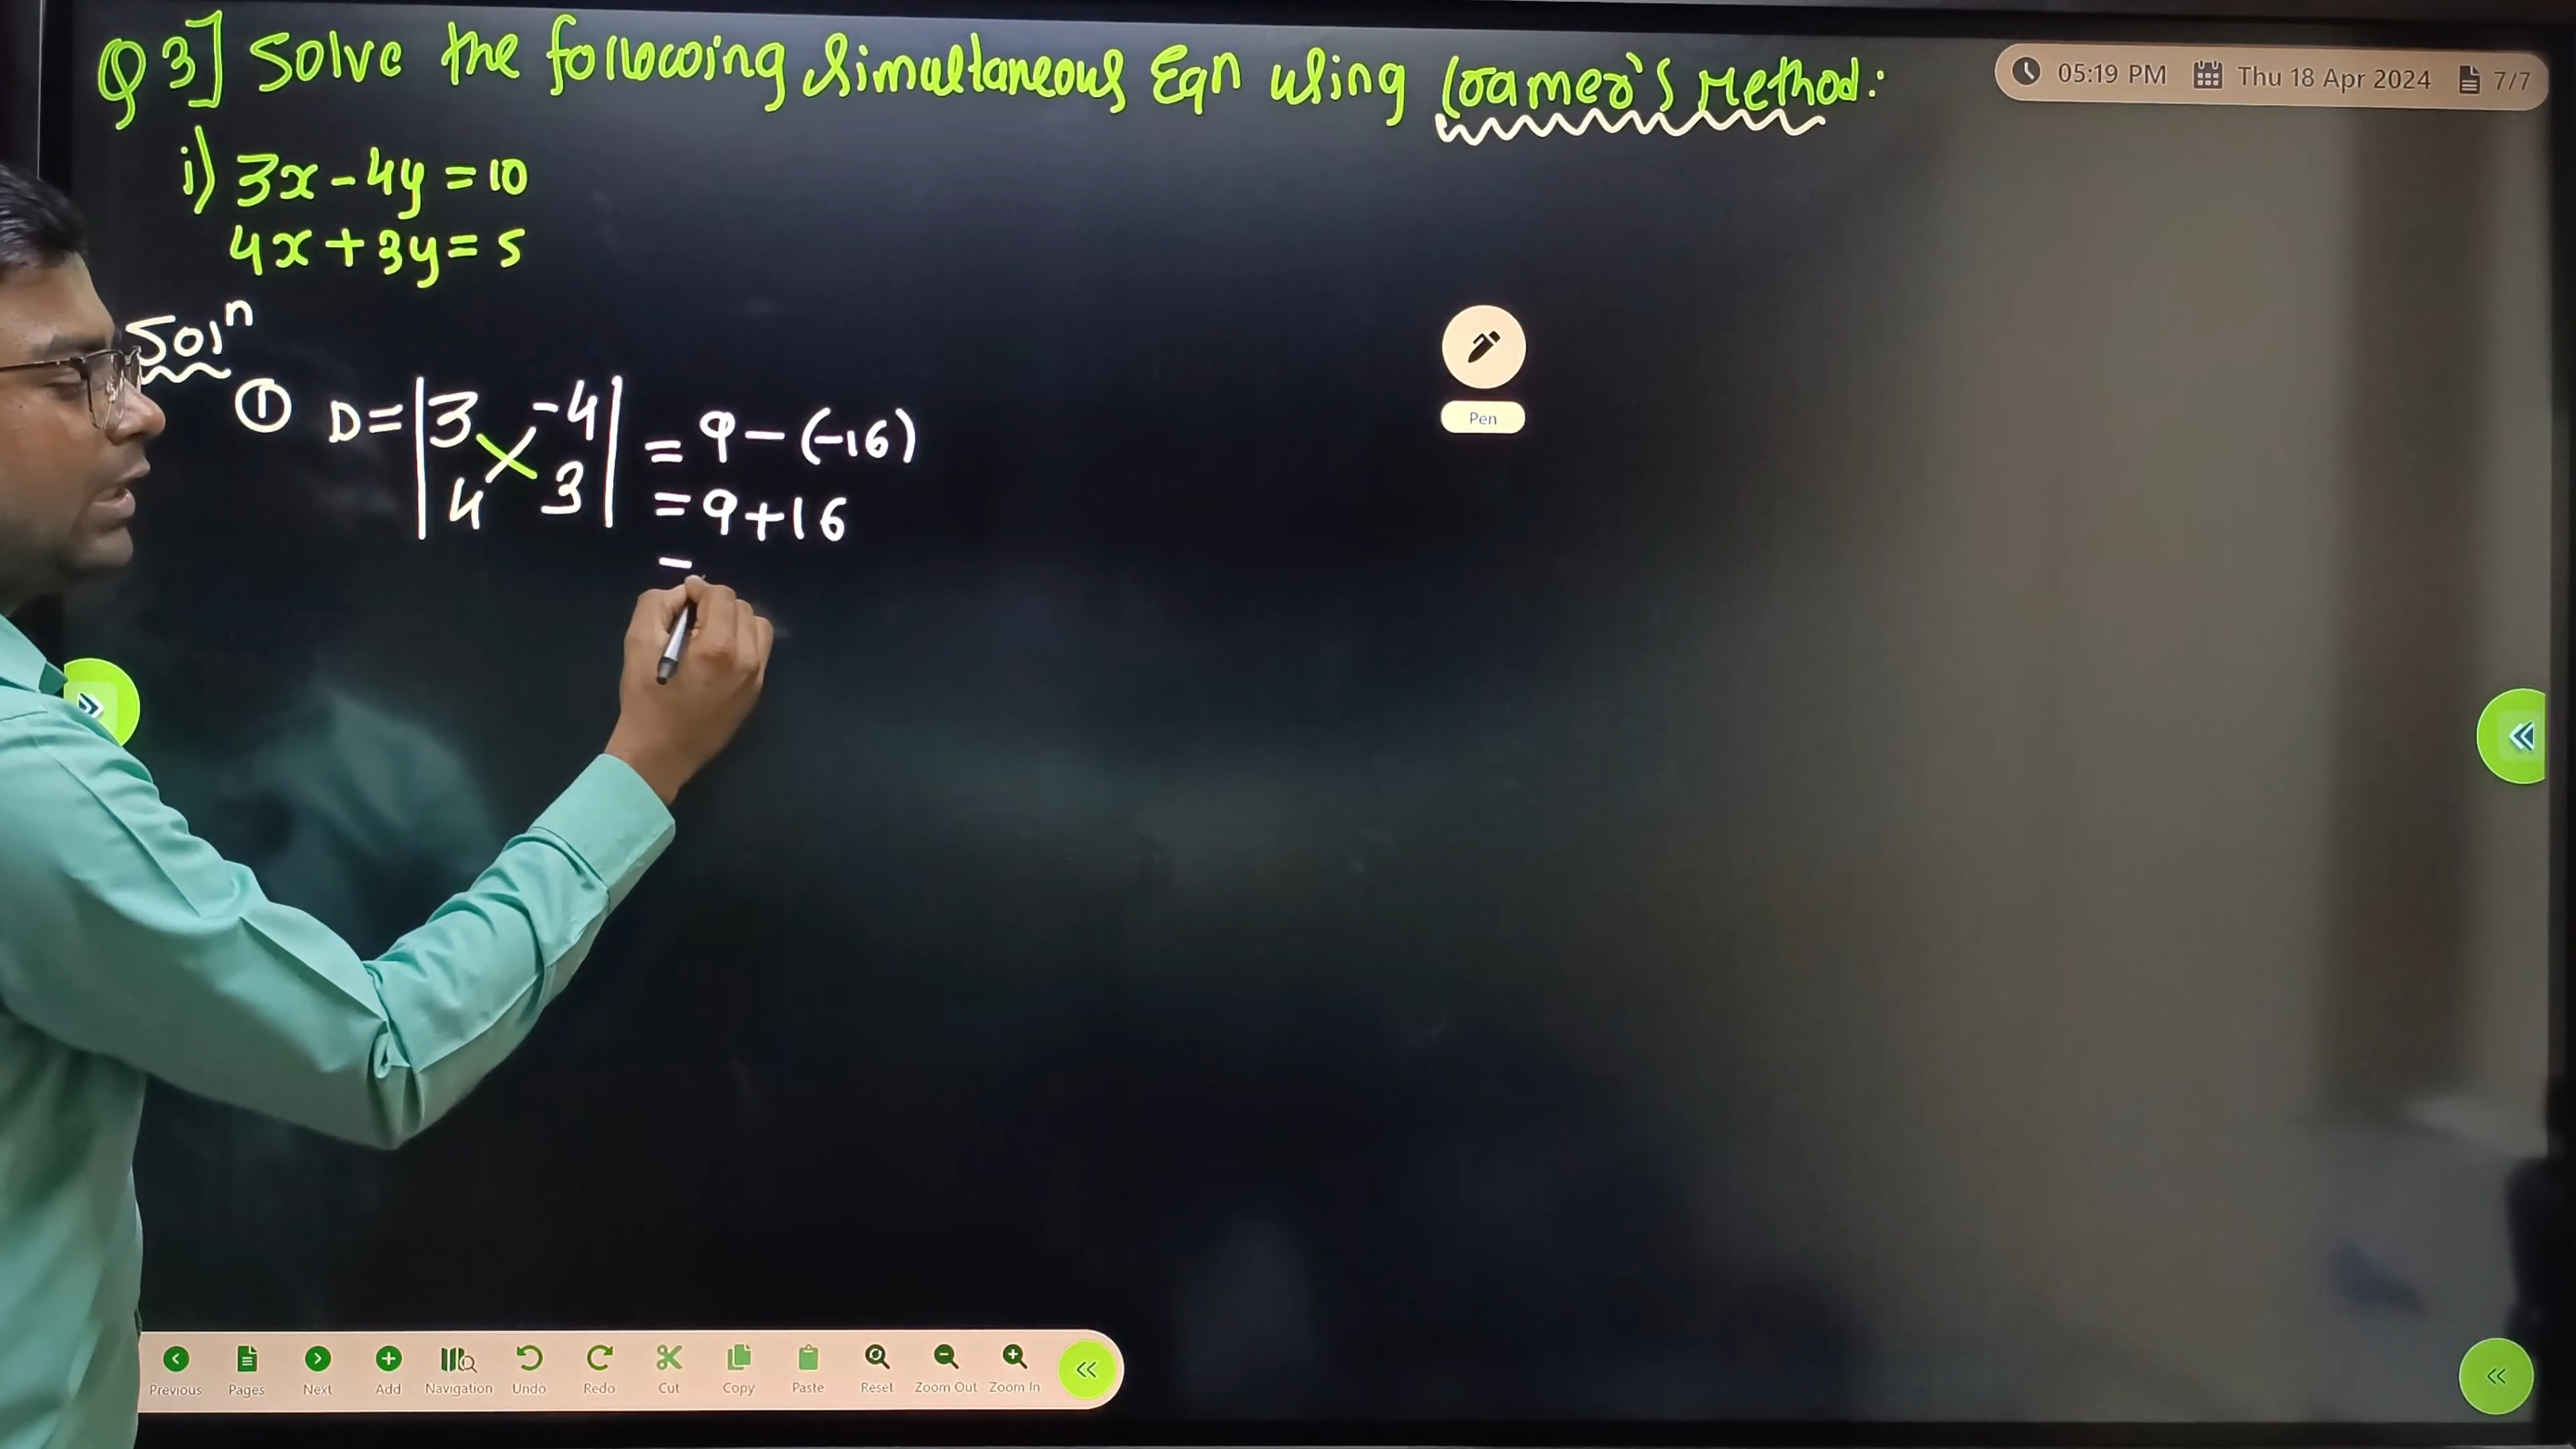 Q3] Solve the following Simultaneous Eqn using Cramer's Method:
05:19 PM Thu 18 Apr 2024 7/7
i) 3x - 4y = 10
4x + 3y = 5
Solⁿ
Pen
① D = |3 -4| = 9 - (-16)
|4 3| = 9 + 16
=
Previous Pages Next Add Navigation Undo Redo Cut Copy Paste Reset Zoom Out Zoom In